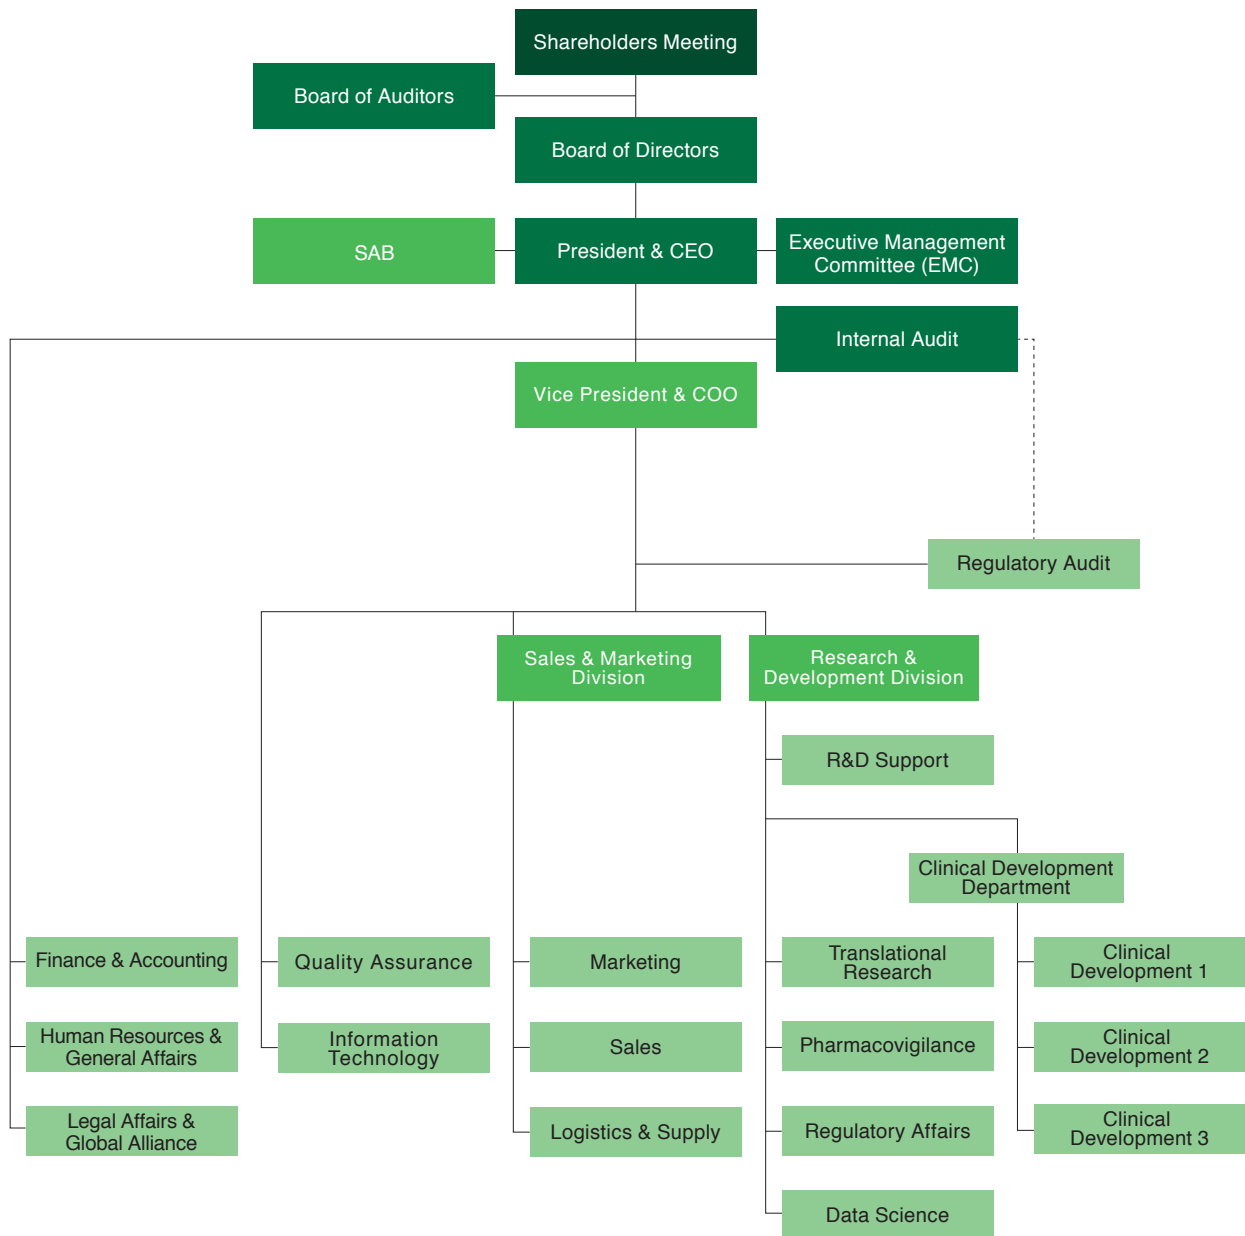 Shareholders Meeting
Board of Auditors
Board of Directors
SAB
President & CEO
Executive Management
Committee (EMC)
Internal Audit
Vice President & COO
Regulatory Audit
Sales & Marketing
Division
Research &
Development Division
R&D Support
Clinical Development
Department
Finance & Accounting
Quality Assurance
Marketing
Translational
Research
Clinical
Development 1
Human Resources &
General Affairs
Information
Technology
Sales
Pharmacovigilance
Clinical
Development 2
Legal Affairs &
Global Alliance
Logistics & Supply
Regulatory Affairs
Clinical
Development 3
Data Science